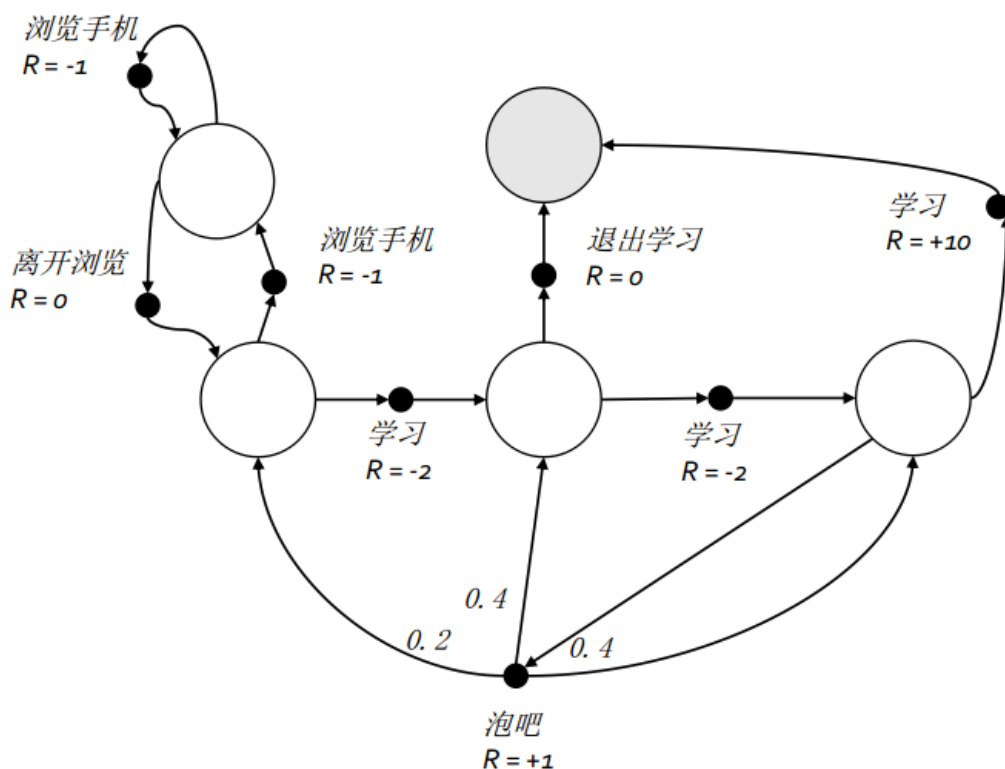 浏览手机
R = -1
学习
R = +10
浏览手机
R = -1
退出学习
R = 0
离开浏览
R = 0
学习
R = -2
学习
R = -2
0.4
0.2
0.4
泡吧
R = +1